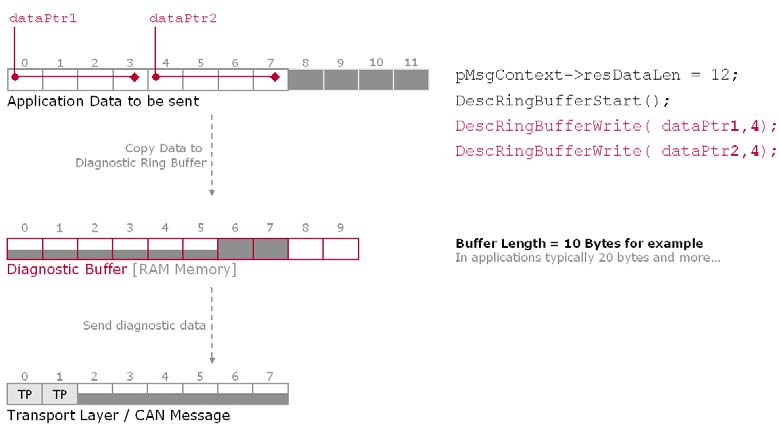 dataPtr1 dataPtr2
0 1 2 3 4 5 6 7 8 9 10 11
Application Data to be sent
pMsgContext->resDataLen = 12;
DescRingBufferStart();
DescRingBufferWrite( dataPtr1,4);
DescRingBufferWrite( dataPtr2,4);
Copy Data to
Diagnostic Ring Buffer
0 1 2 3 4 5 6 7 8 9
Diagnostic Buffer [RAM Memory]
Buffer Length = 10 Bytes for example
In applications typically 20 bytes and more...
Send diagnostic data
0 1 2 3 4 5 6 7
TP TP
Transport Layer / CAN Message